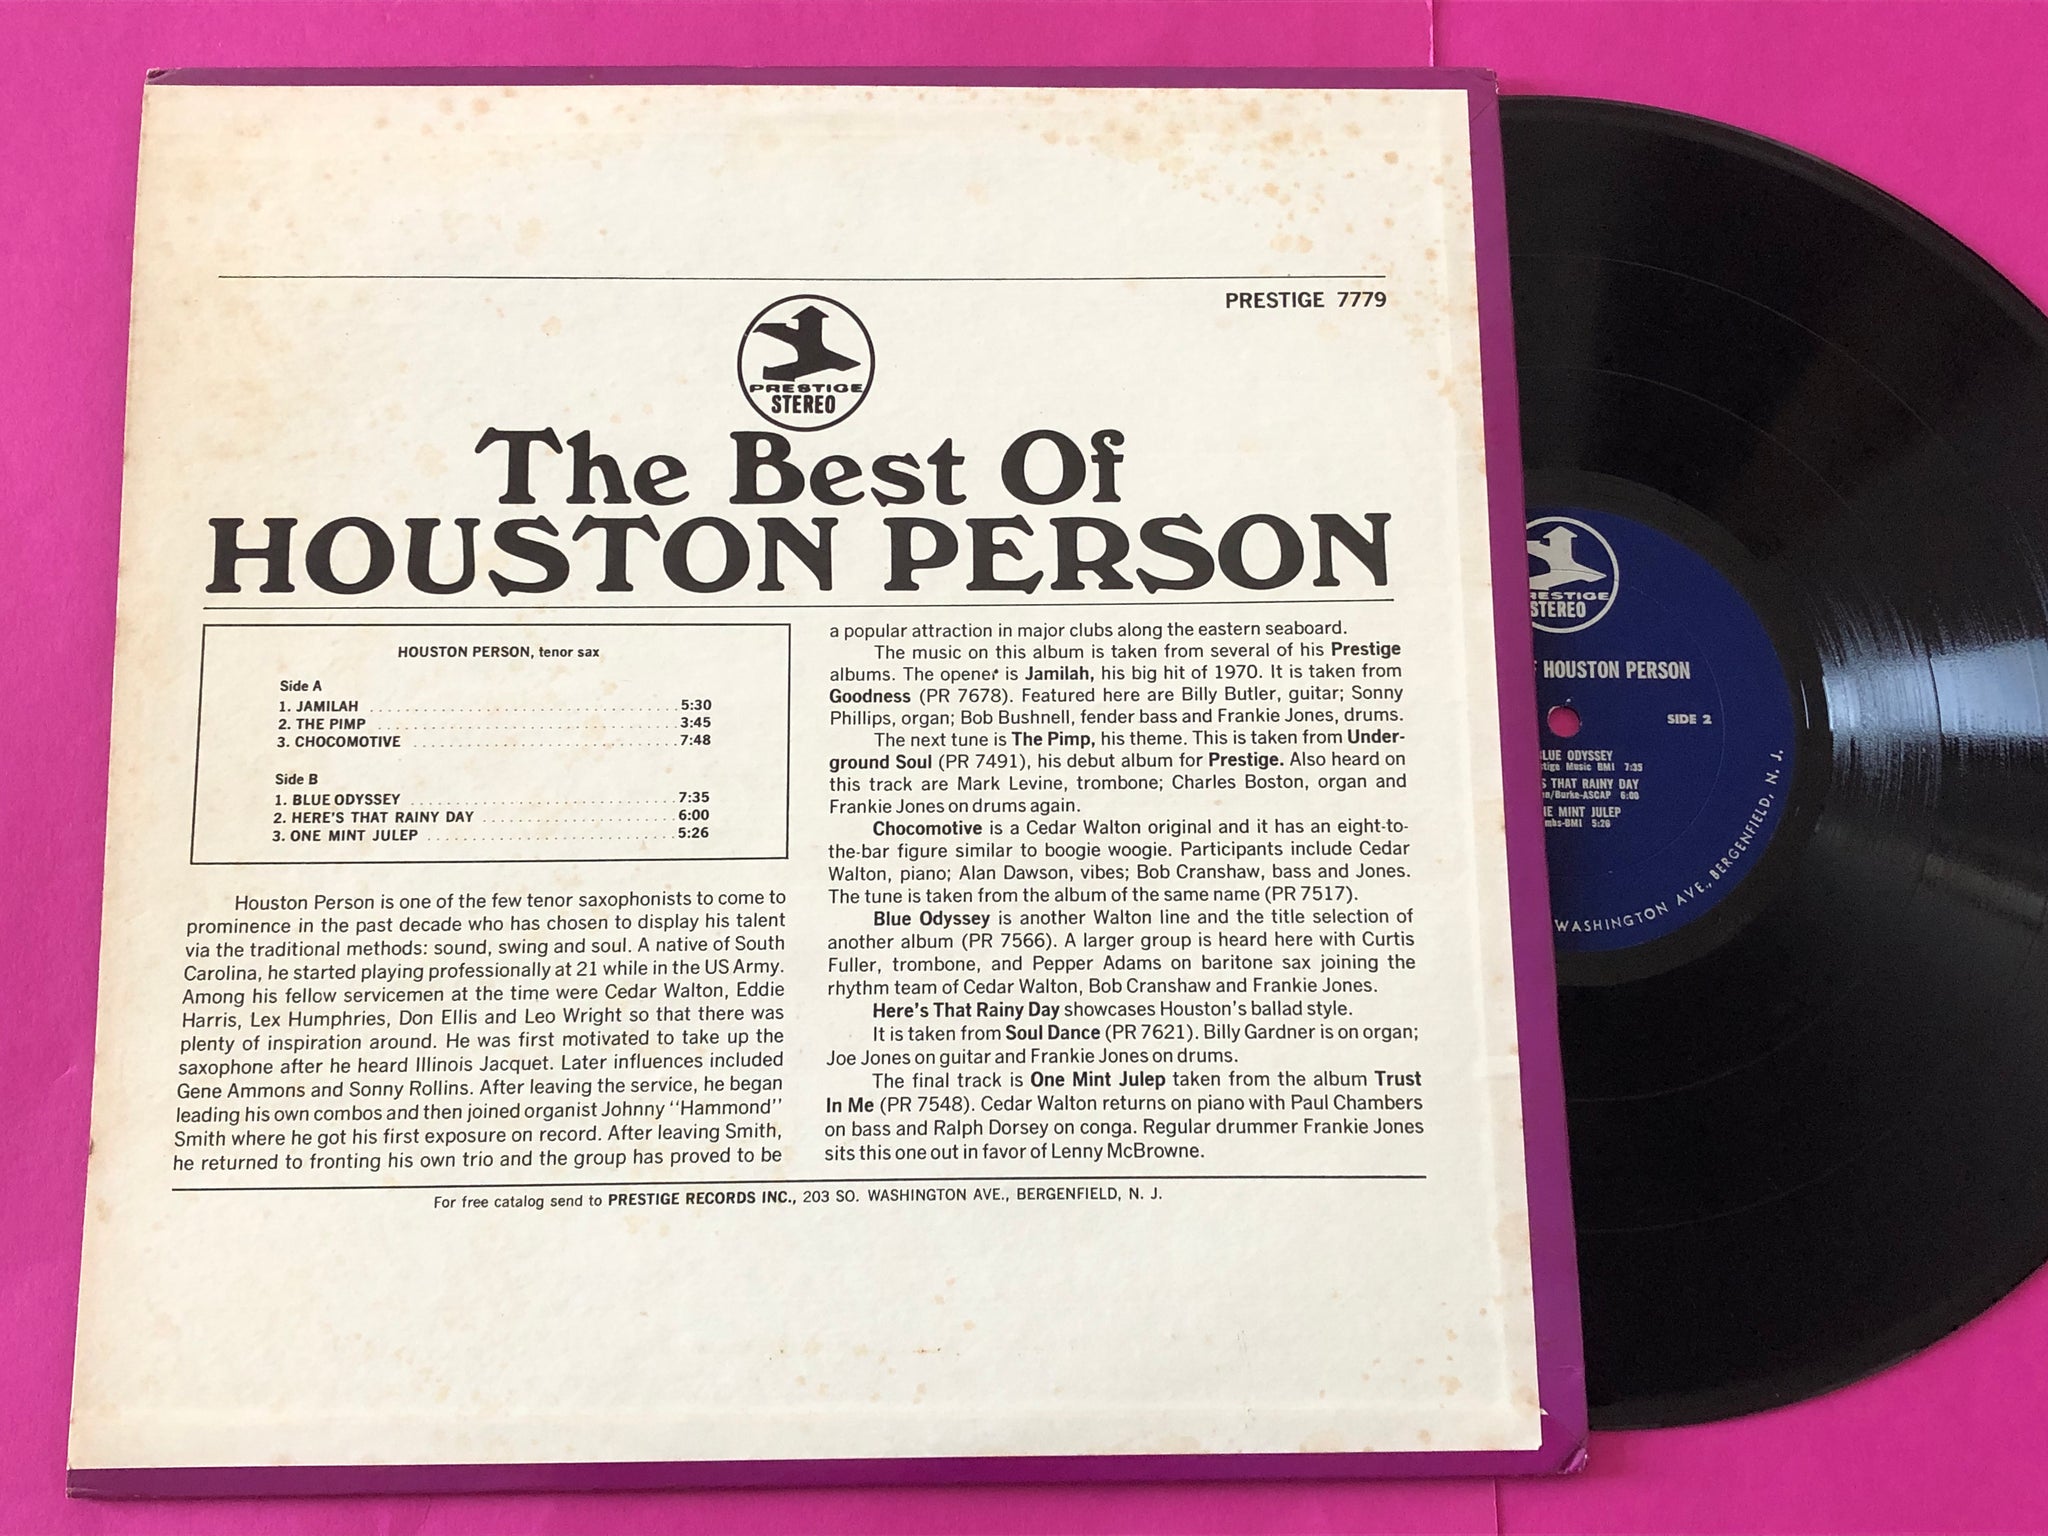 PRESTIGE 7779
PRESTIGE
STEREO
The Best Of
HOUSTON PERSON
HOUSTON PERSON, tenor sax
Side A
1. JAMILAH 5:30
2. THE PIMP 3:45
3. CHOCOMOTIVE 7:48
Side B
1. BLUE ODYSSEY 7:35
2. HERE'S THAT RAINY DAY 6:00
3. ONE MINT JULEP 5:26
Houston Person is one of the few tenor saxophonists to come to
prominence in the past decade who has chosen to display his talent
via the traditional methods: sound, swing and soul. A native of South
Carolina, he started playing professionally at 21 while in the US Army.
Among his fellow servicemen at the time were Cedar Walton, Eddie
Harris, Lex Humphries, Don Ellis and Leo Wright so that there was
plenty of inspiration around. He was first motivated to take up the
saxophone after he heard Illinois Jacquet. Later influences included
Gene Ammons and Sonny Rollins. After leaving the service, he began
leading his own combos and then joined organist Johnny "Hammond"
Smith where he got his first exposure on record. After leaving Smith,
he returned to fronting his own trio and the group has proved to be
a popular attraction in major clubs along the eastern seaboard.
The music on this album is taken from several of his Prestige
albums. The opener is Jamilah, his big hit of 1970. It is taken from
Goodness (PR 7678). Featured here are Billy Butler, guitar; Sonny
Phillips, organ; Bob Bushnell, fender bass and Frankie Jones, drums.
The next tune is The Pimp, his theme. This is taken from Under-
ground Soul (PR 7491), his debut album for Prestige. Also heard on
this track are Mark Levine, trombone; Charles Boston, organ and
Frankie Jones on drums again.
Chocomotive is a Cedar Walton original and it has an eight-to-
the-bar figure similar to boogie woogie. Participants include Cedar
Walton, piano; Alan Dawson, vibes; Bob Cranshaw, bass and Jones.
The tune is taken from the album of the same name (PR 7517).
Blue Odyssey is another Walton line and the title selection of
another album (PR 7566). A larger group is heard here with Curtis
Fuller, trombone, and Pepper Adams on baritone sax joining the
rhythm team of Cedar Walton, Bob Cranshaw and Frankie Jones.
Here's That Rainy Day showcases Houston's ballad style.
It is taken from Soul Dance (PR 7621). Billy Gardner is on organ;
Joe Jones on guitar and Frankie Jones on drums.
The final track is One Mint Julep taken from the album Trust
In Me (PR 7548). Cedar Walton returns on piano with Paul Chambers
on bass and Ralph Dorsey on conga. Regular drummer Frankie Jones
sits this one out in favor of Lenny McBrowne.
For free catalog send to PRESTIGE RECORDS INC., 203 SO. WASHINGTON AVE., BERGENFIELD, N. J.
RESTIGE
STEREO
HOUSTON PERSON
SIDE 2
LUE ODYSSEY
tige Music BMI 7:35
S THAT RAINY DAY
en/Burke-ASCAP 6:00
E MINT JULEP
mbs-BMI 5:26
WASHINGTON AVE., BERGENFIELD, N. J.